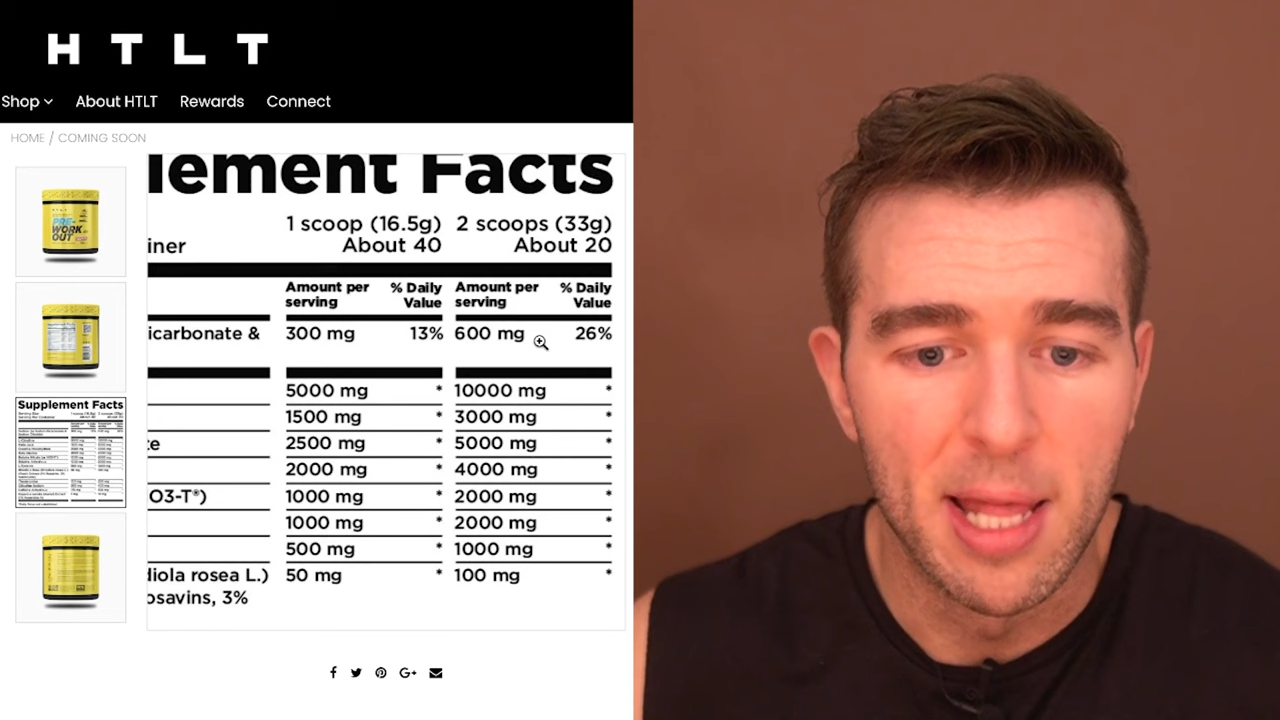 H T L T
Shop About HTLT Rewards Connect
HOME / COMING SOON
lement Facts
1 scoop (16.5g) 2 scoops (33g)
iner About 40 About 20
Amount per serving % Daily Value Amount per serving % Daily Value
icarbonate & 300 mg 13% 600 mg 26%
5000 mg * 10000 mg *
1500 mg * 3000 mg *
te 2500 mg * 5000 mg *
2000 mg * 4000 mg *
O3-T®) 1000 mg * 2000 mg *
1000 mg * 2000 mg *
500 mg * 1000 mg *
diola rosea L.) 50 mg * 100 mg *
osavins, 3%
PRE-
WORK
OUT
Supplement Facts